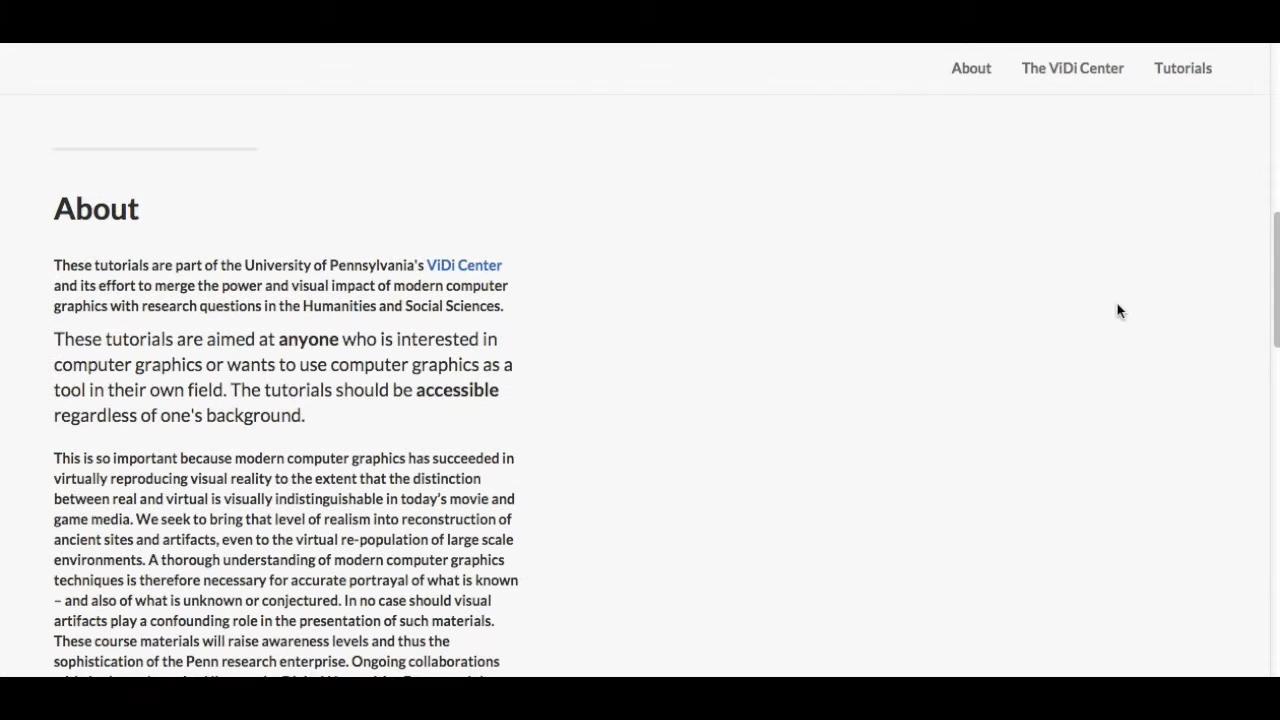 About The ViDi Center Tutorials
About
These tutorials are part of the University of Pennsylvania's ViDi Center
and its effort to merge the power and visual impact of modern computer
graphics with research questions in the Humanities and Social Sciences.
These tutorials are aimed at anyone who is interested in
computer graphics or wants to use computer graphics as a
tool in their own field. The tutorials should be accessible
regardless of one's background.
This is so important because modern computer graphics has succeeded in
virtually reproducing visual reality to the extent that the distinction
between real and virtual is visually indistinguishable in today's movie and
game media. We seek to bring that level of realism into reconstruction of
ancient sites and artifacts, even to the virtual re-population of large scale
environments. A thorough understanding of modern computer graphics
techniques is therefore necessary for accurate portrayal of what is known
– and also of what is unknown or conjectured. In no case should visual
artifacts play a confounding role in the presentation of such materials.
These course materials will raise awareness levels and thus the
sophistication of the Penn research enterprise. Ongoing collaborations